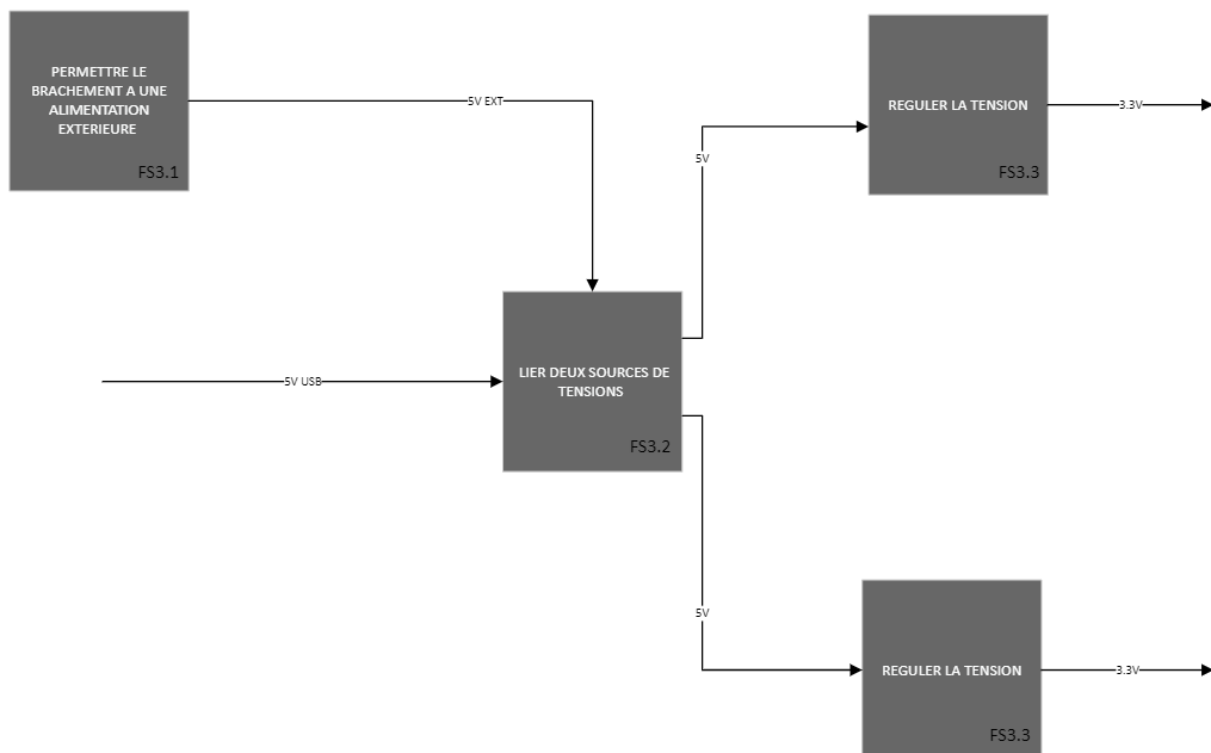 PERMETTRE LE
BRACHEMENT A UNE
ALIMENTATION
EXTERIEURE
FS3.1
5V EXT
REGULER LA TENSION
FS3.3
3.3V
5V
5V USB
LIER DEUX SOURCES DE
TENSIONS
FS3.2
5V
REGULER LA TENSION
FS3.3
3.3V